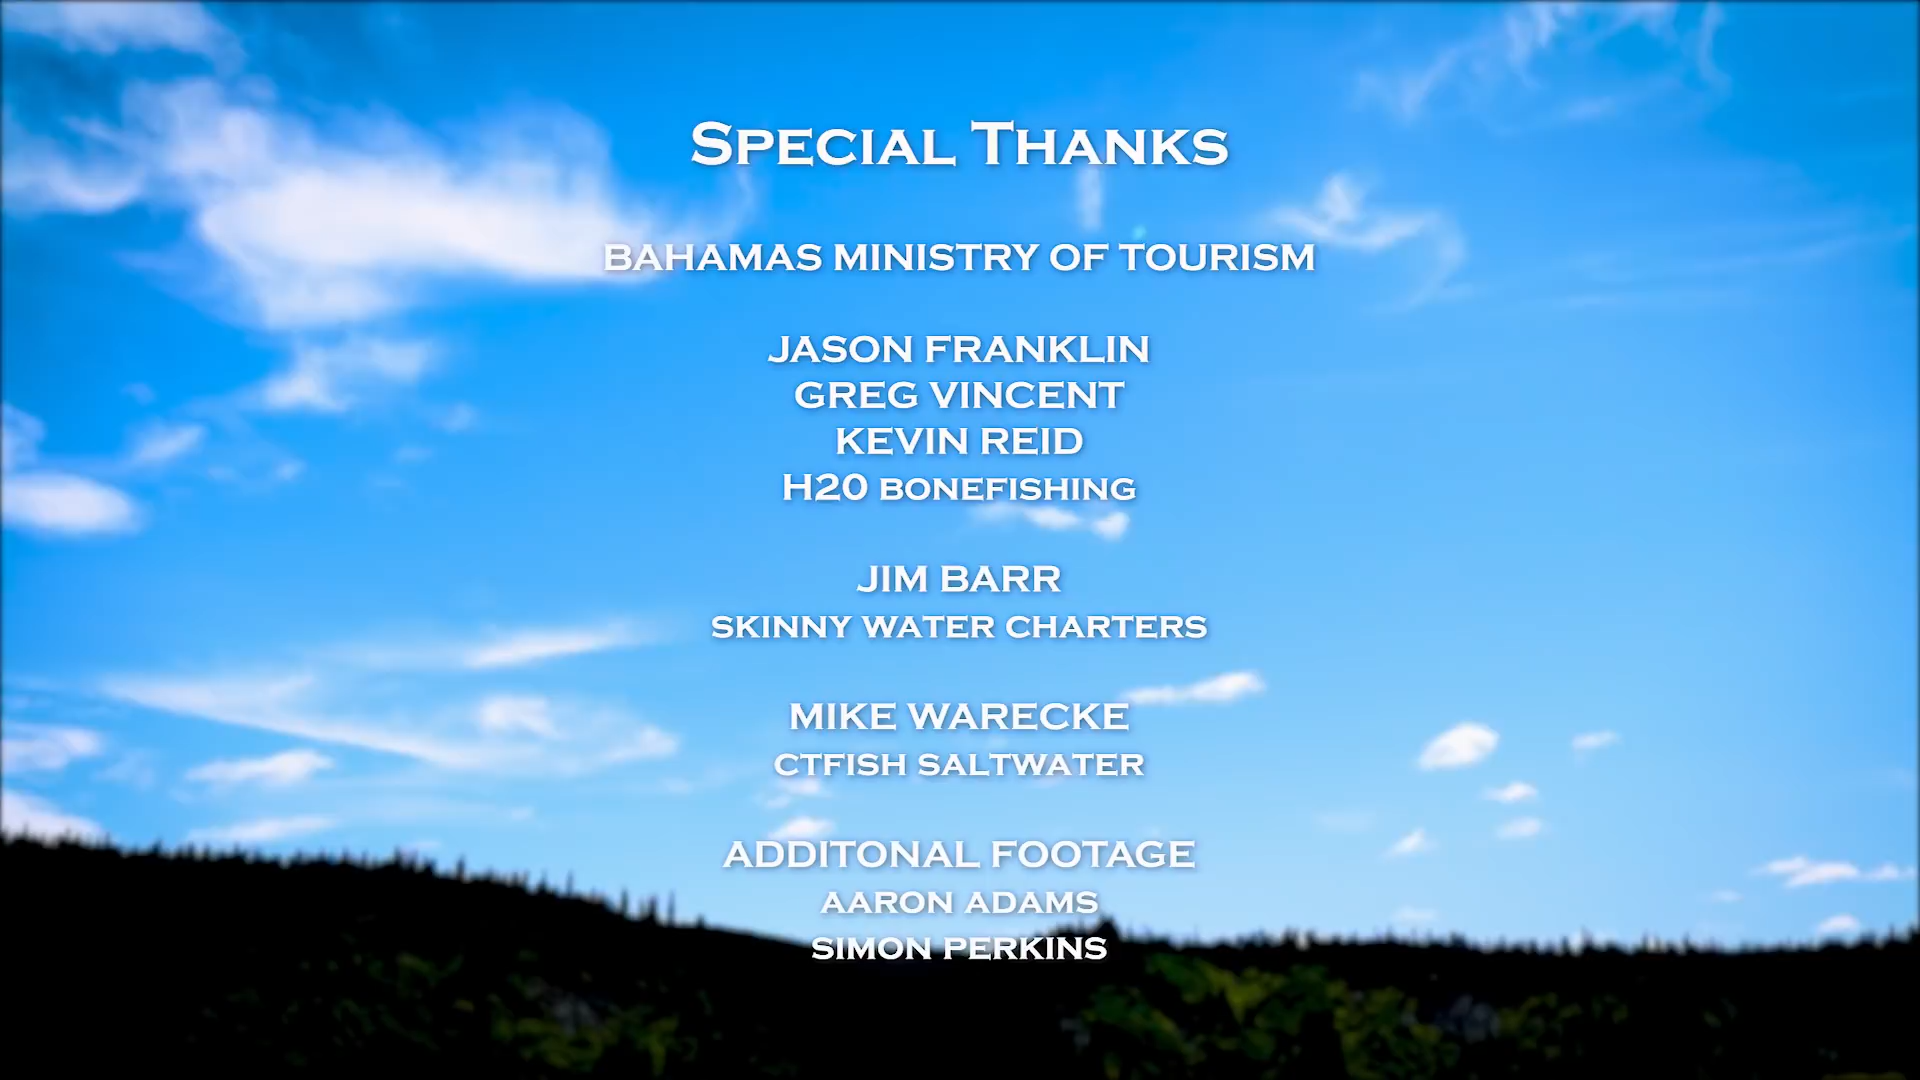 Special Thanks
BAHAMAS MINISTRY OF TOURISM
JASON FRANKLIN
GREG VINCENT
KEVIN REID
H20 BONEFISHING
JIM BARR
SKINNY WATER CHARTERS
MIKE WARECKE
CTFISH SALTWATER
ADDITONAL FOOTAGE
AARON ADAMS
SIMON PERKINS